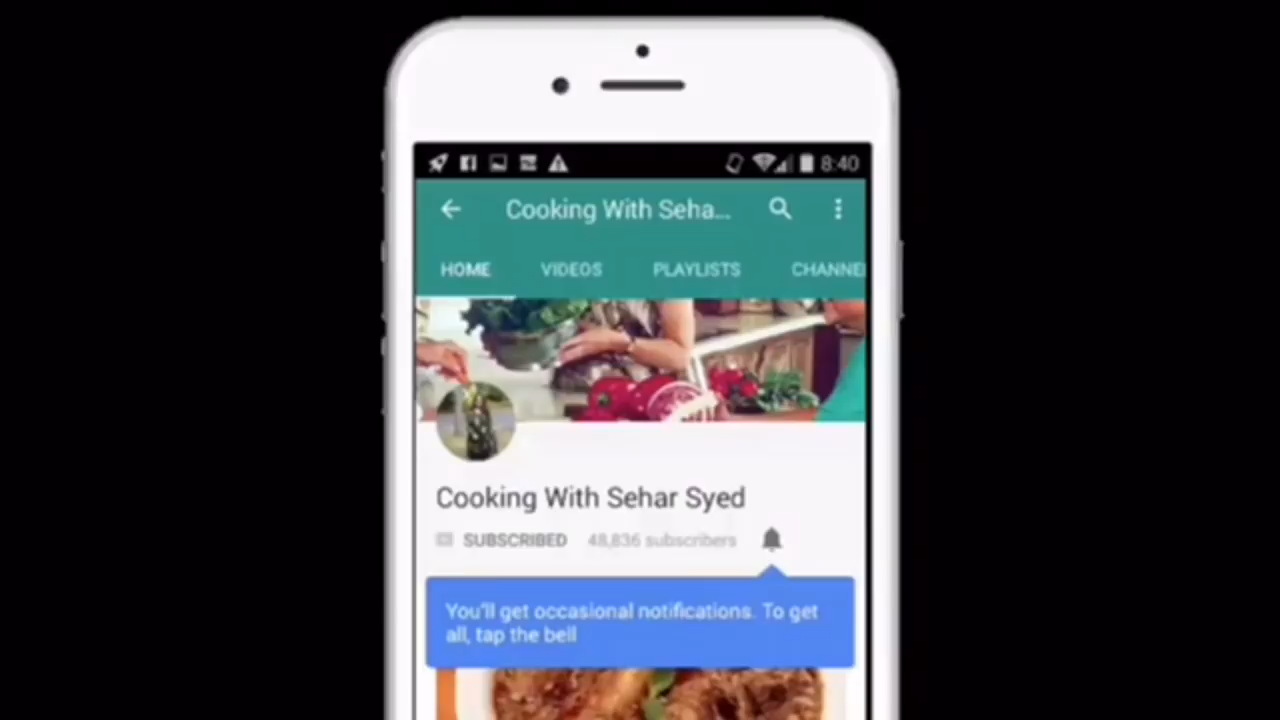 8:40
Cooking With Seha...
HOME VIDEOS PLAYLISTS CHANNE
Cooking With Sehar Syed
SUBSCRIBED 48,836 subscribers
You'll get occasional notifications. To get
all, tap the bell